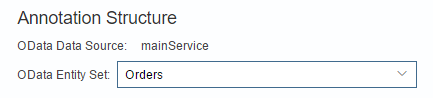 Annotation Structure
OData Data Source: mainService
OData Entity Set: Orders